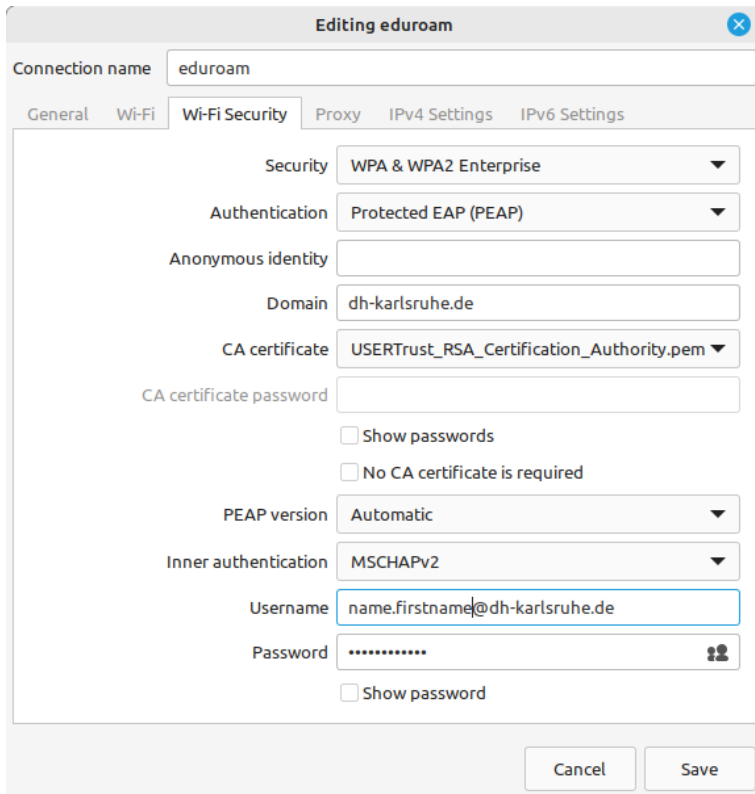 Editing eduroam
Connection name eduroam
General Wi-Fi Wi-Fi Security Proxy IPv4 Settings IPv6 Settings
Security WPA & WPA2 Enterprise
Authentication Protected EAP (PEAP)
Anonymous identity
Domain dh-karlsruhe.de
CA certificate USERTrust_RSA_Certification_Authority.pem
CA certificate password
Show passwords
No CA certificate is required
PEAP version Automatic
Inner authentication MSCHAPv2
Username name.firstname@dh-karlsruhe.de
Password ••••••••••••
Show password
Cancel Save